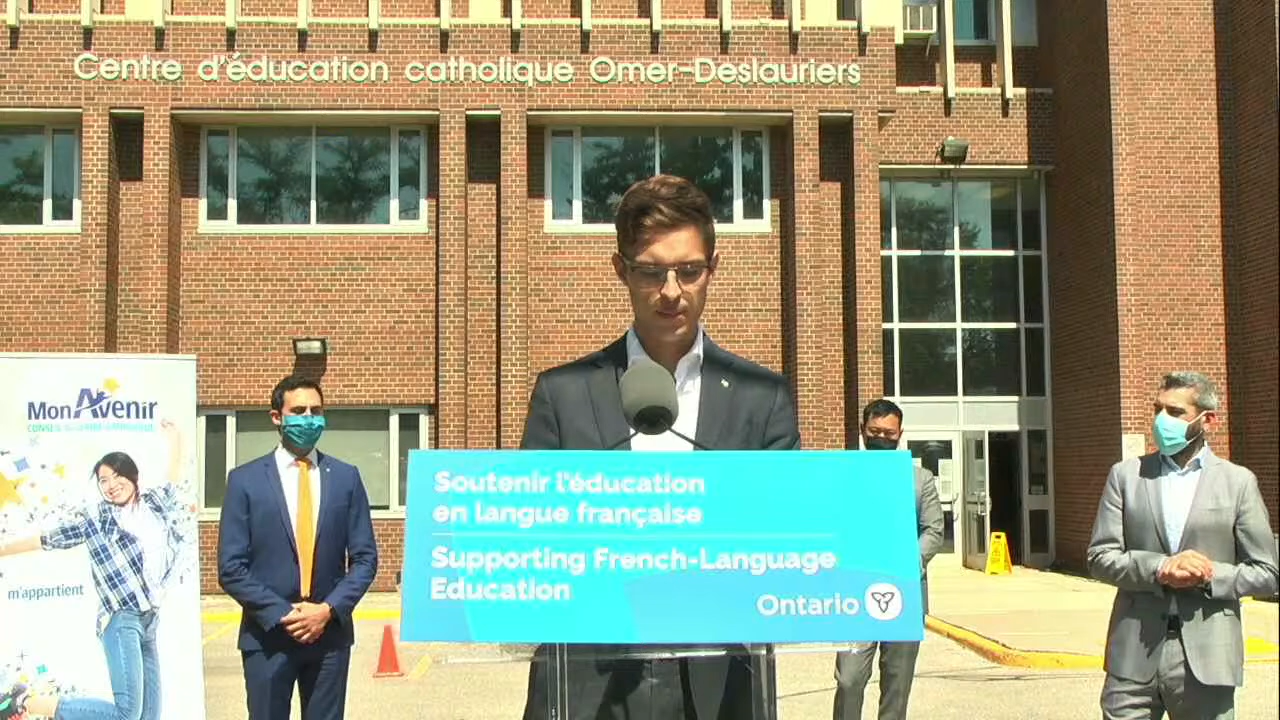 Centre d'éducation catholique Omer-Deslauriers
MonAvenir
m'appartient
Soutenir l'éducation
en langue française
Supporting French-Language
Education
Ontario